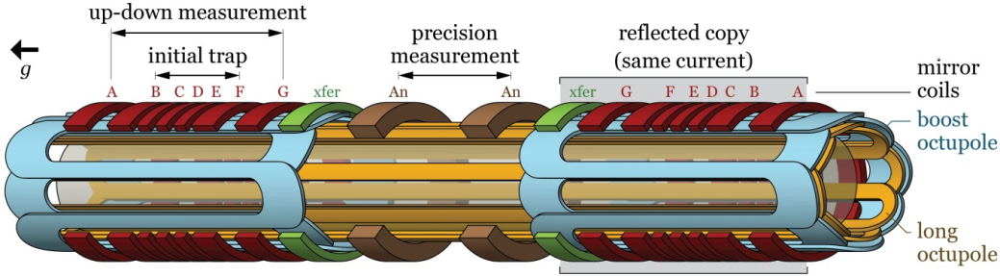 up-down measurement
g
initial trap
A B C D E F G xfer
precision
measurement
An An
reflected copy
(same current)
xfer G F E D C B A
mirror
coils
boost
octupole
long
octupole